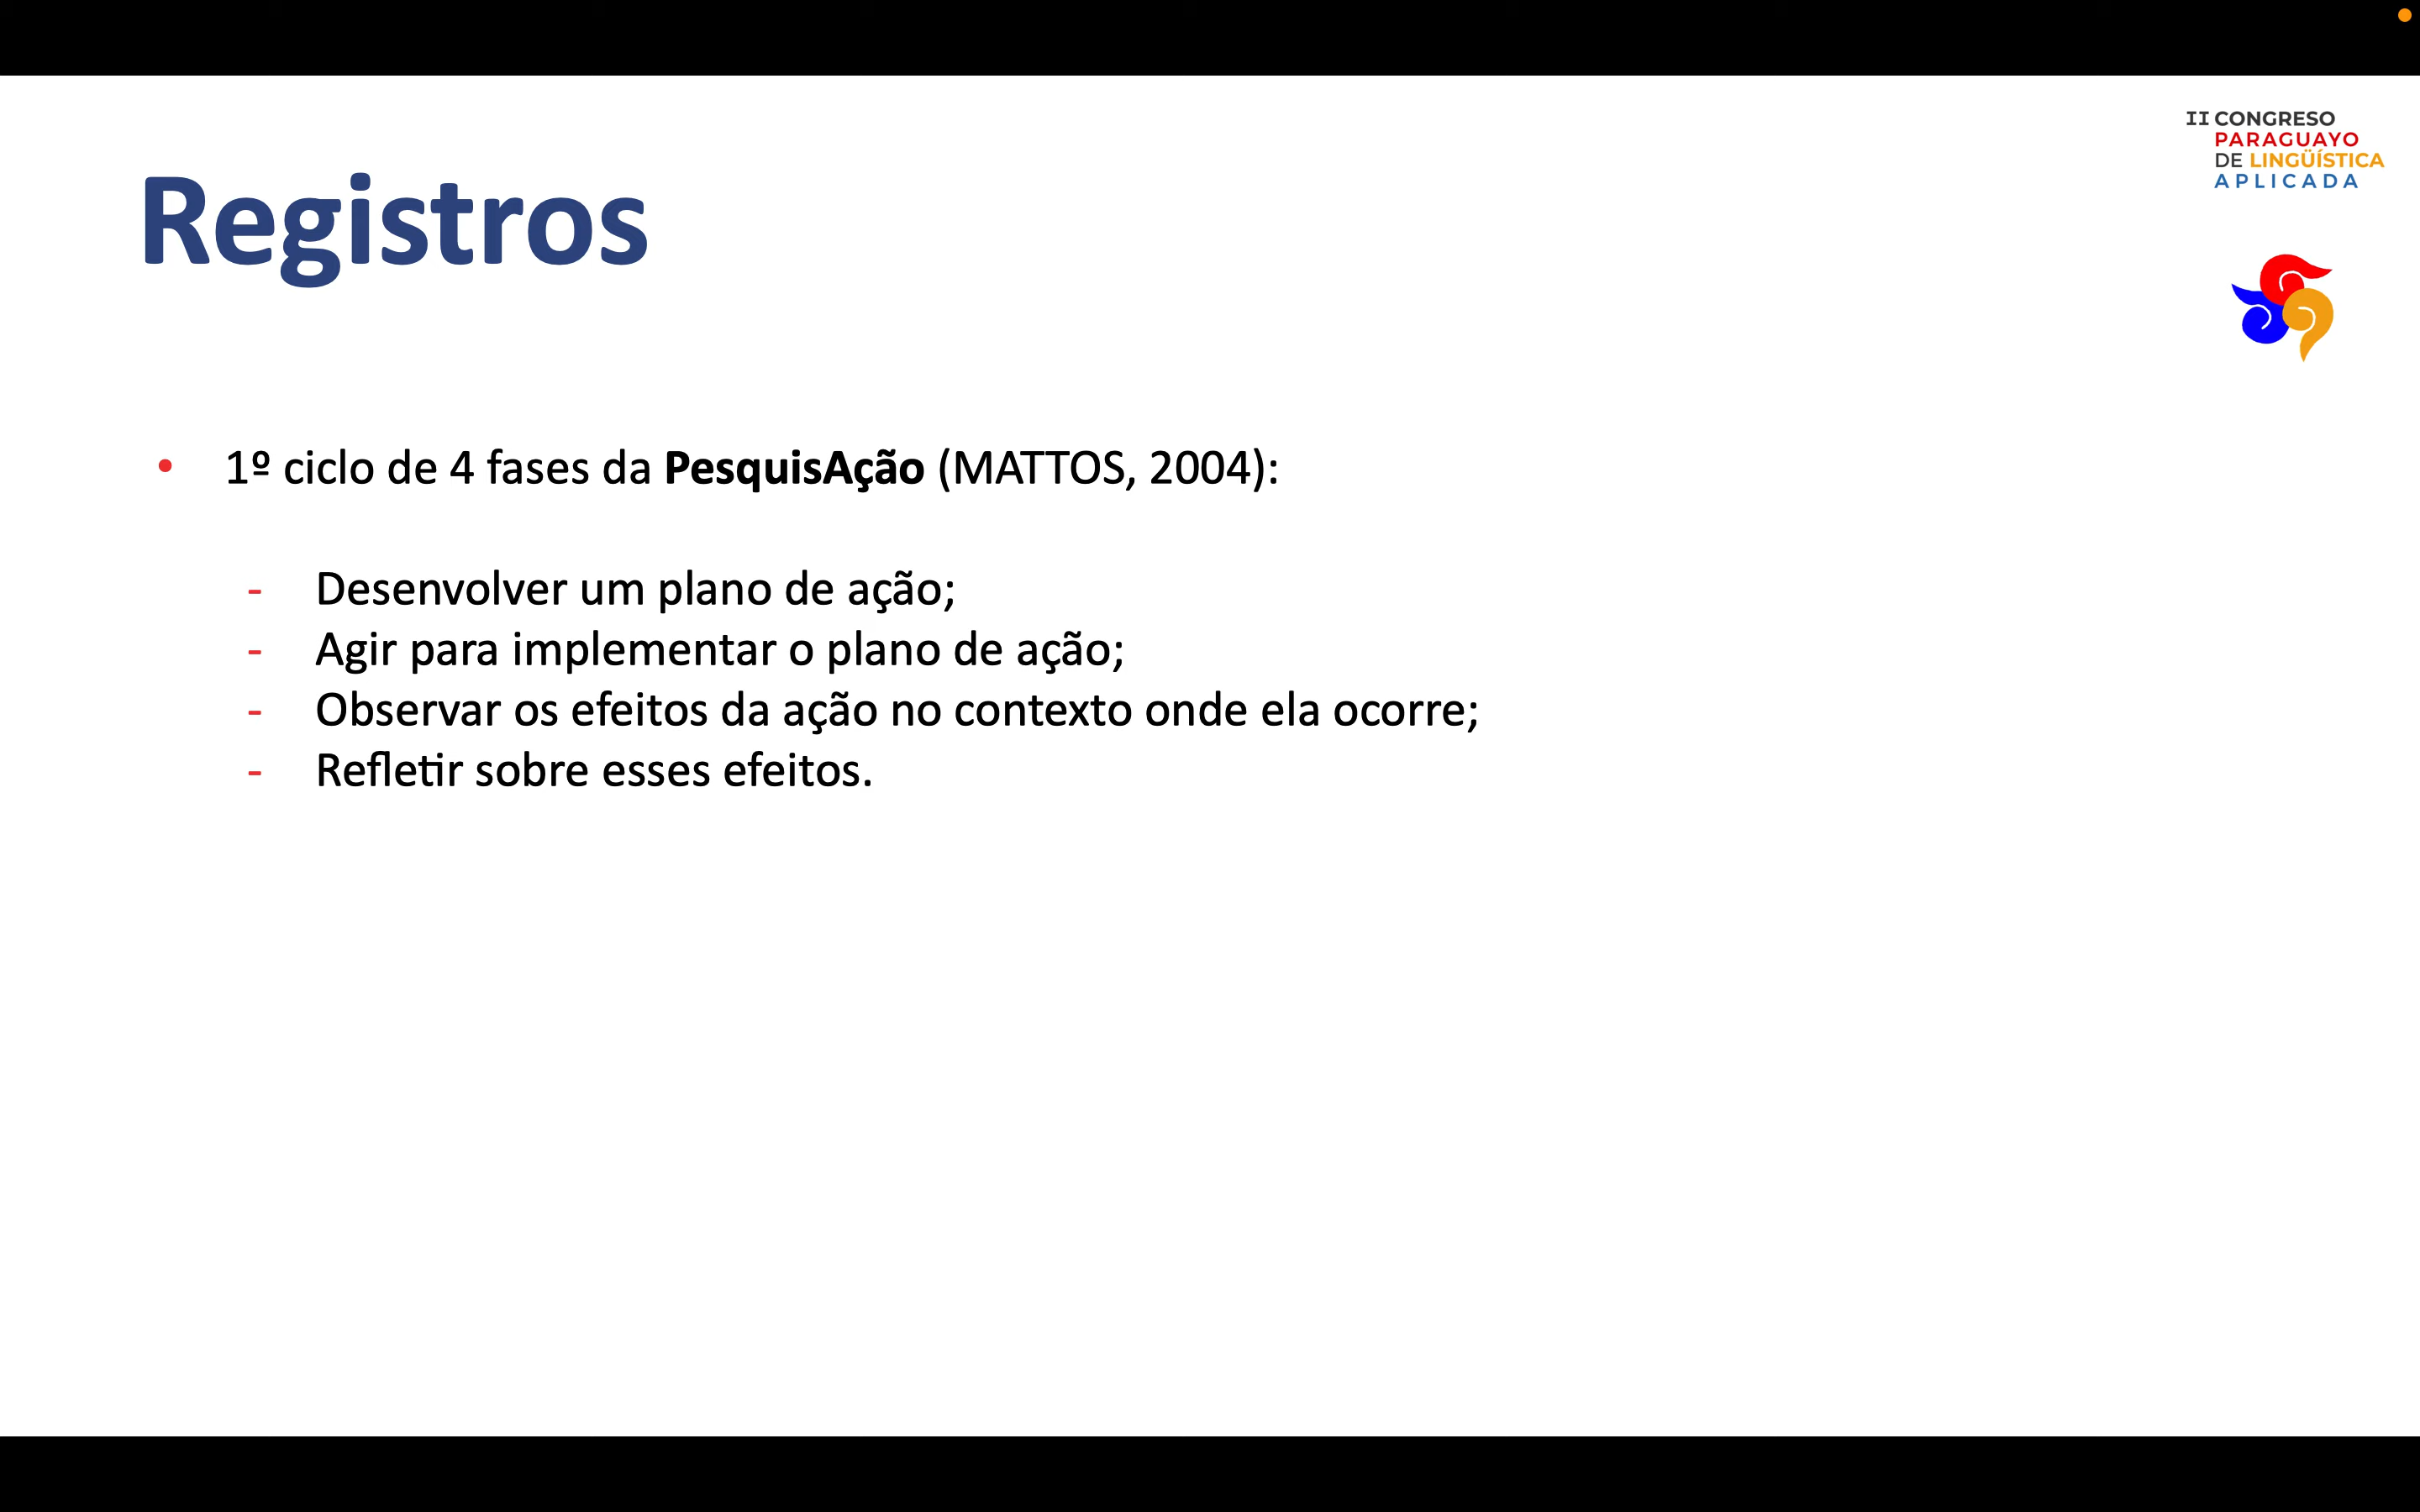 II CONGRESO
PARAGUAYO
DE LINGÜÍSTICA
APLICADA
Registros
• 1º ciclo de 4 fases da PesquisAção (MATTOS, 2004):
- Desenvolver um plano de ação;
- Agir para implementar o plano de ação;
- Observar os efeitos da ação no contexto onde ela ocorre;
- Refletir sobre esses efeitos.